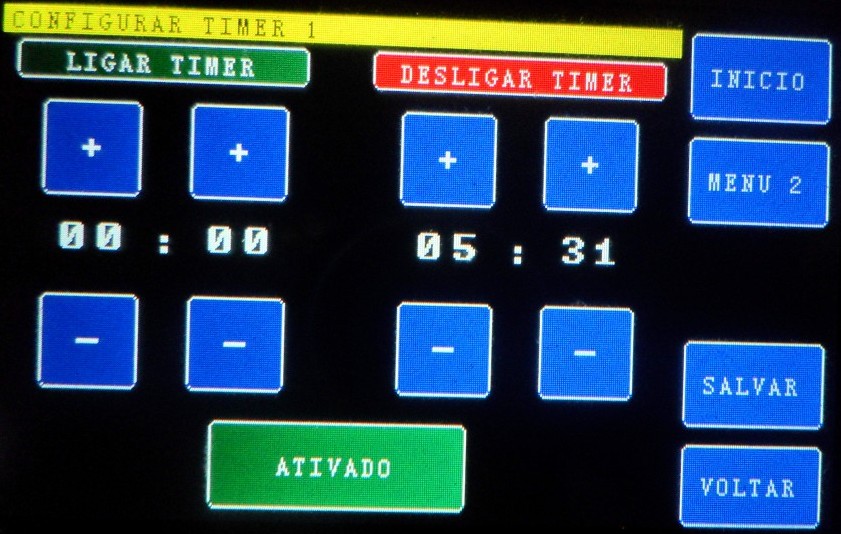 CONFIGURAR TIMER 1
LIGAR TIMER
DESLIGAR TIMER
INICIO
+ + + +
MENU 2
00 : 00
05 : 31
- - - -
SALVAR
ATIVADO
VOLTAR